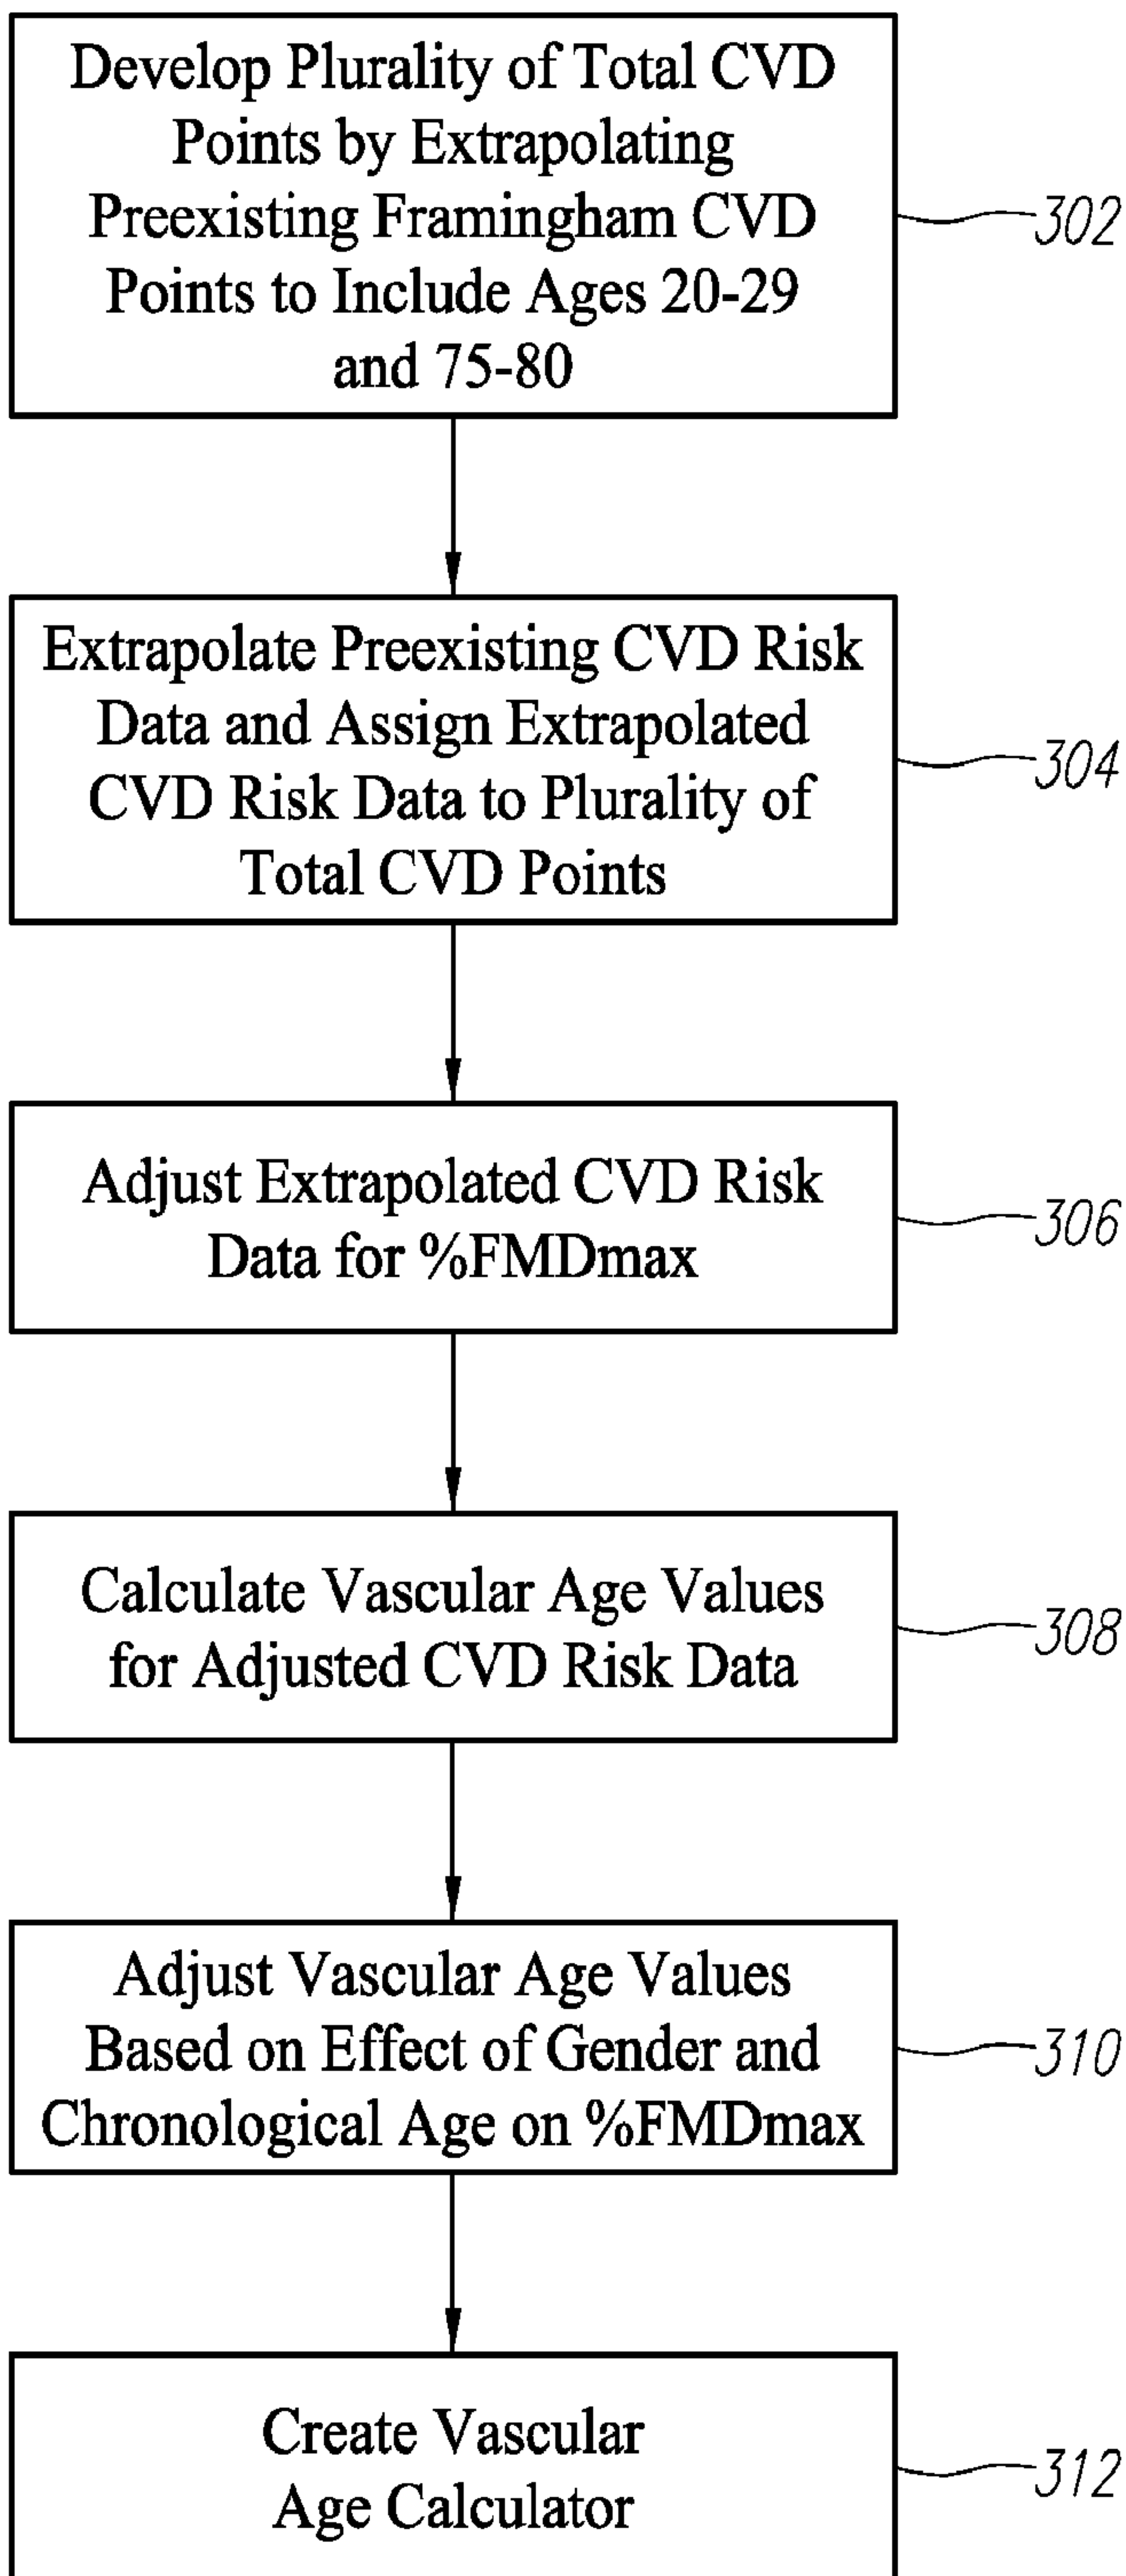 Develop Plurality of Total CVD
Points by Extrapolating
Preexisting Framingham CVD
Points to Include Ages 20-29
and 75-80
302
Extrapolate Preexisting CVD Risk
Data and Assign Extrapolated
CVD Risk Data to Plurality of
Total CVD Points
304
Adjust Extrapolated CVD Risk
Data for %FMDmax
306
Calculate Vascular Age Values
for Adjusted CVD Risk Data
308
Adjust Vascular Age Values
Based on Effect of Gender and
Chronological Age on %FMDmax
310
Create Vascular
Age Calculator
312